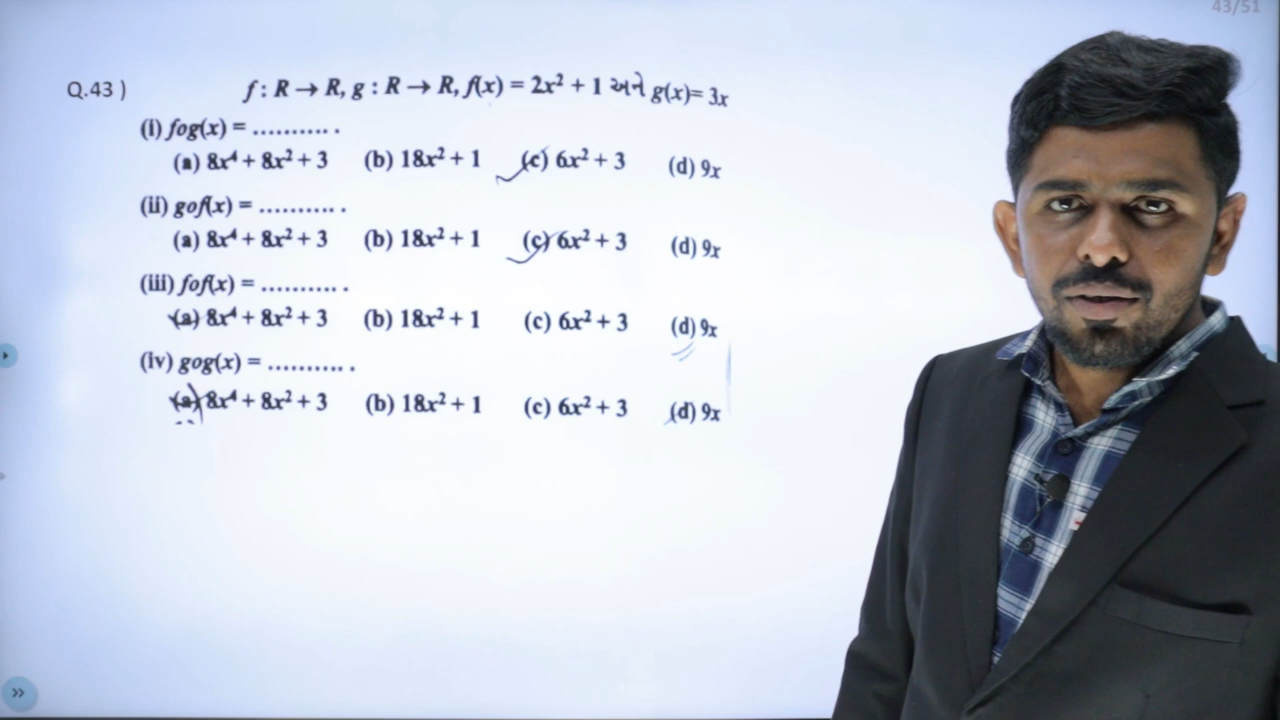 43/51
Q.43 ) f : R → R, g : R → R, f(x) = 2x² + 1 અને g(x)= 3x
(i) fog(x) = .......... .
(a) 8x⁴ + 8x² + 3 (b) 18x² + 1 (c) 6x² + 3 (d) 9x
(ii) gof(x) = .......... .
(a) 8x⁴ + 8x² + 3 (b) 18x² + 1 (c) 6x² + 3 (d) 9x
(iii) fof(x) = .......... .
(a) 8x⁴ + 8x² + 3 (b) 18x² + 1 (c) 6x² + 3 (d) 9x
(iv) gog(x) = .......... .
(a) 8x⁴ + 8x² + 3 (b) 18x² + 1 (c) 6x² + 3 (d) 9x